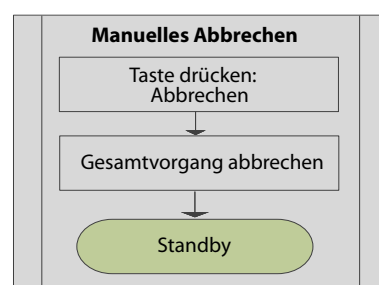 Manuelles Abbrechen
Taste drücken:
Abbrechen
Gesamtvorgang abbrechen
Standby